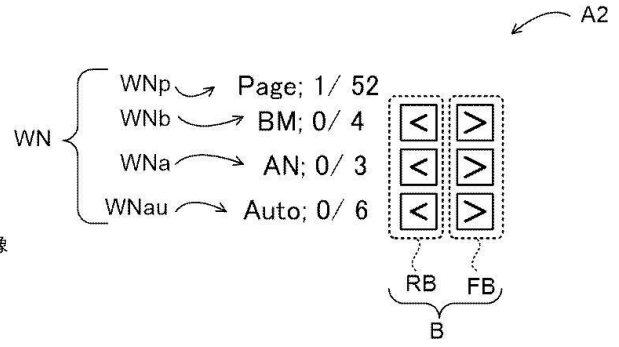 A2
WNp Page; 1/ 52
WNb BM; 0/ 4 < >
WN
WNa AN; 0/ 3 < >
WNau Auto; 0/ 6 < >
像
RB FB
B